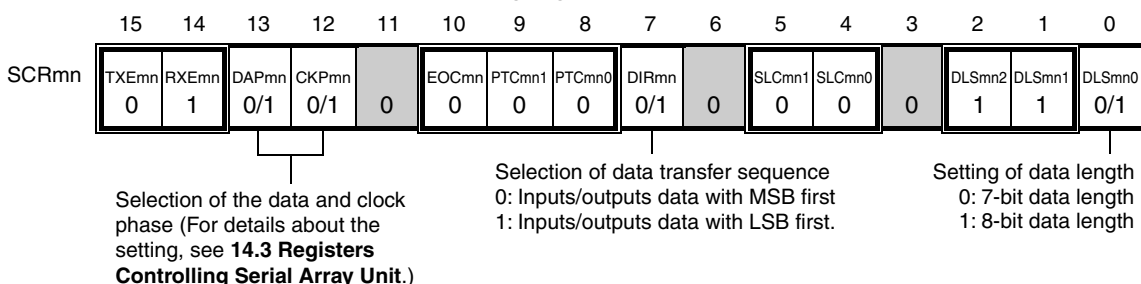 15 14 13 12 11 10 9 8 7 6 5 4 3 2 1 0
SCRmn
TXEmn RXEmn DAPmn CKPmn EOCmn PTCmn1 PTCmn0 DIRmn SLCmn1 SLCmn0 DLSmn2 DLSmn1 DLSmn0
0 1 0/1 0/1 0 0 0 0 0/1 0 0 0 0 1 1 0/1
Selection of the data and clock
phase (For details about the
setting, see 14.3 Registers
Controlling Serial Array Unit.)
Selection of data transfer sequence
0: Inputs/outputs data with MSB first
1: Inputs/outputs data with LSB first.
Setting of data length
0: 7-bit data length
1: 8-bit data length